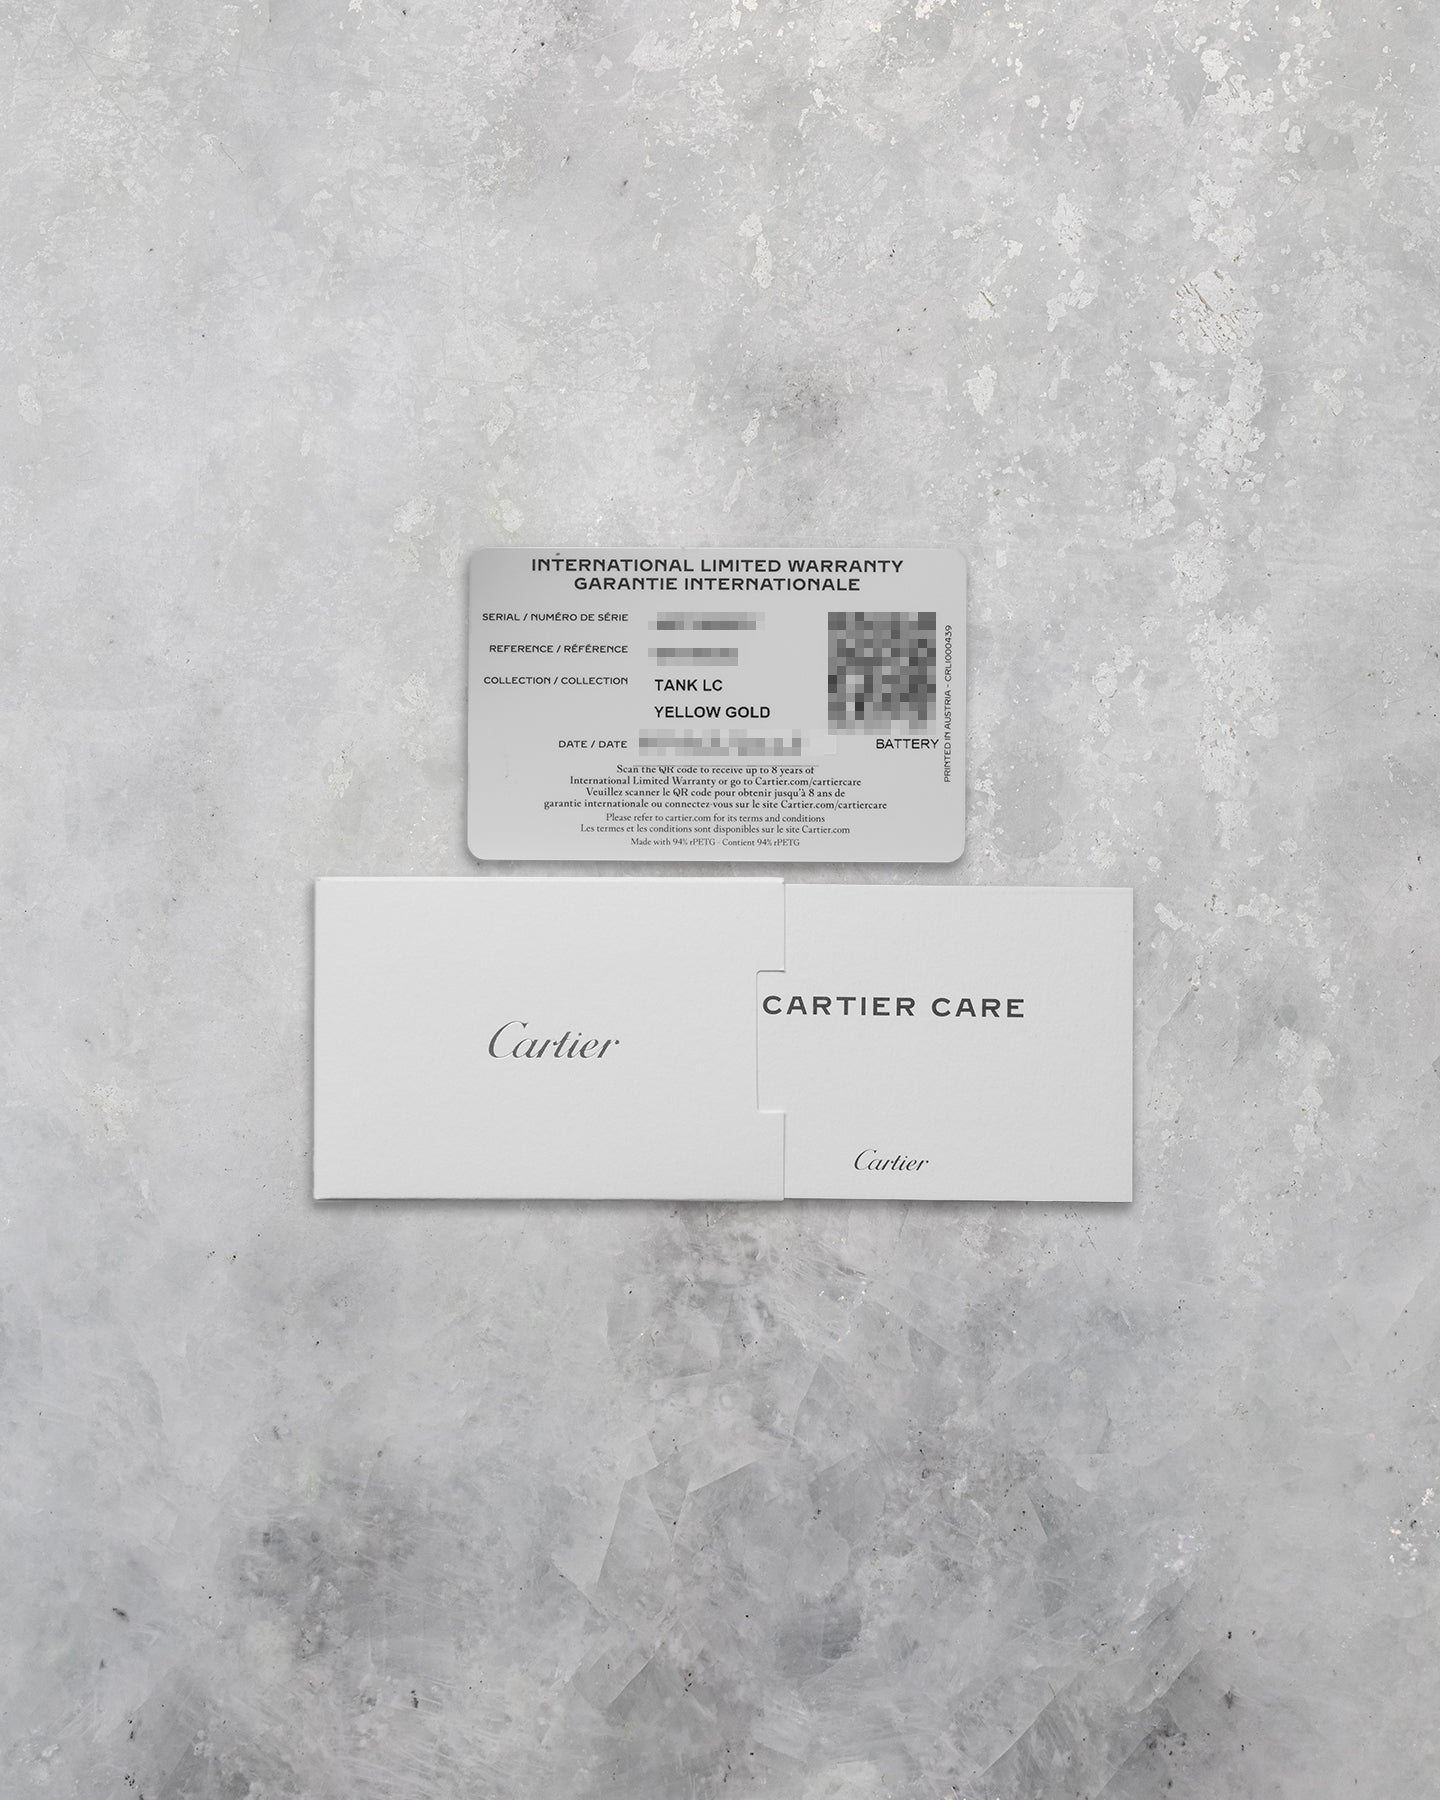 INTERNATIONAL LIMITED WARRANTY
GARANTIE INTERNATIONALE
SERIAL / NUMÉRO DE SÉRIE
REFERENCE / RÉFÉRENCE
COLLECTION / COLLECTION
TANK LC
YELLOW GOLD
DATE / DATE
BATTERY
PRINTED IN AUSTRIA - CRLI000439
Scan the QR code to receive up to 8 years of
International Limited Warranty or go to Cartier.com/cartiercare
Veuillez scanner le QR code pour obtenir jusqu'à 8 ans de
garantie internationale ou connectez-vous sur le site Cartier.com/cartiercare
Please refer to cartier.com for its terms and conditions
Les termes et les conditions sont disponibles sur le site Cartier.com
Made with 94% rPETG - Contient 94% rPETG
Cartier
CARTIER CARE
Cartier